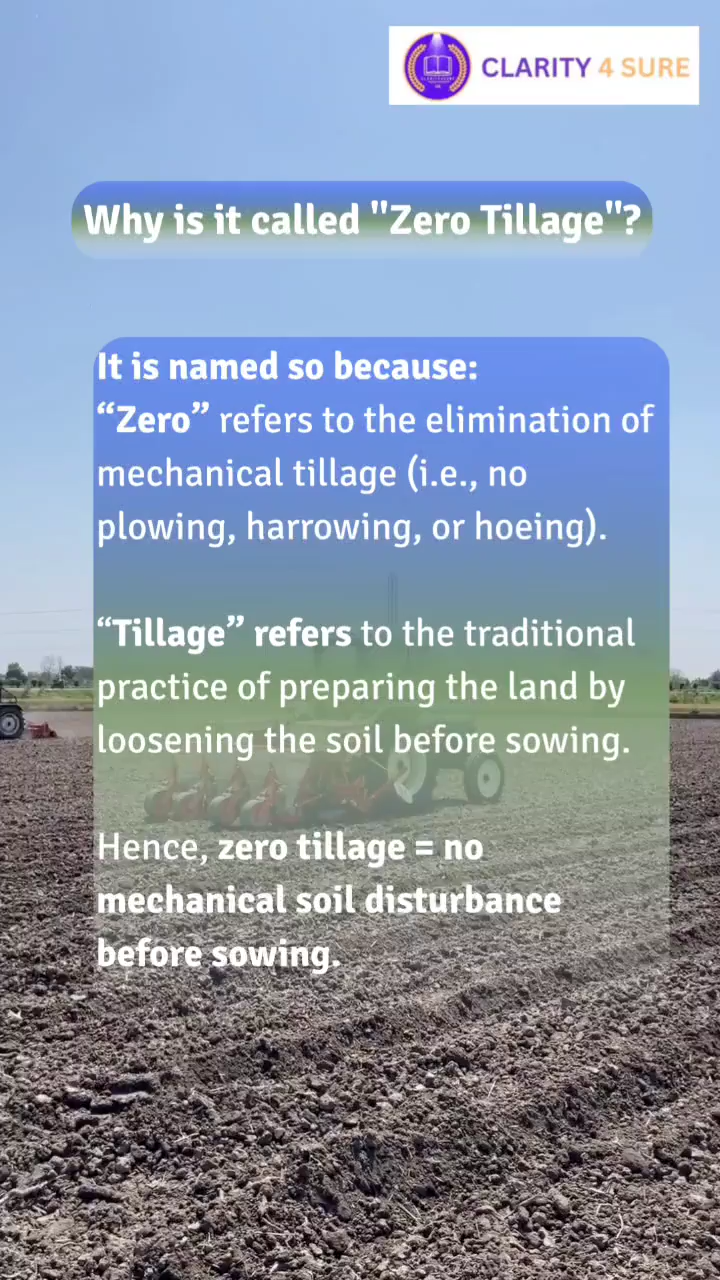 CLARITY 4 SURE
Why is it called "Zero Tillage"?
It is named so because:
“Zero” refers to the elimination of
mechanical tillage (i.e., no
plowing, harrowing, or hoeing).
“Tillage” refers to the traditional
practice of preparing the land by
loosening the soil before sowing.
Hence, zero tillage = no
mechanical soil disturbance
before sowing.